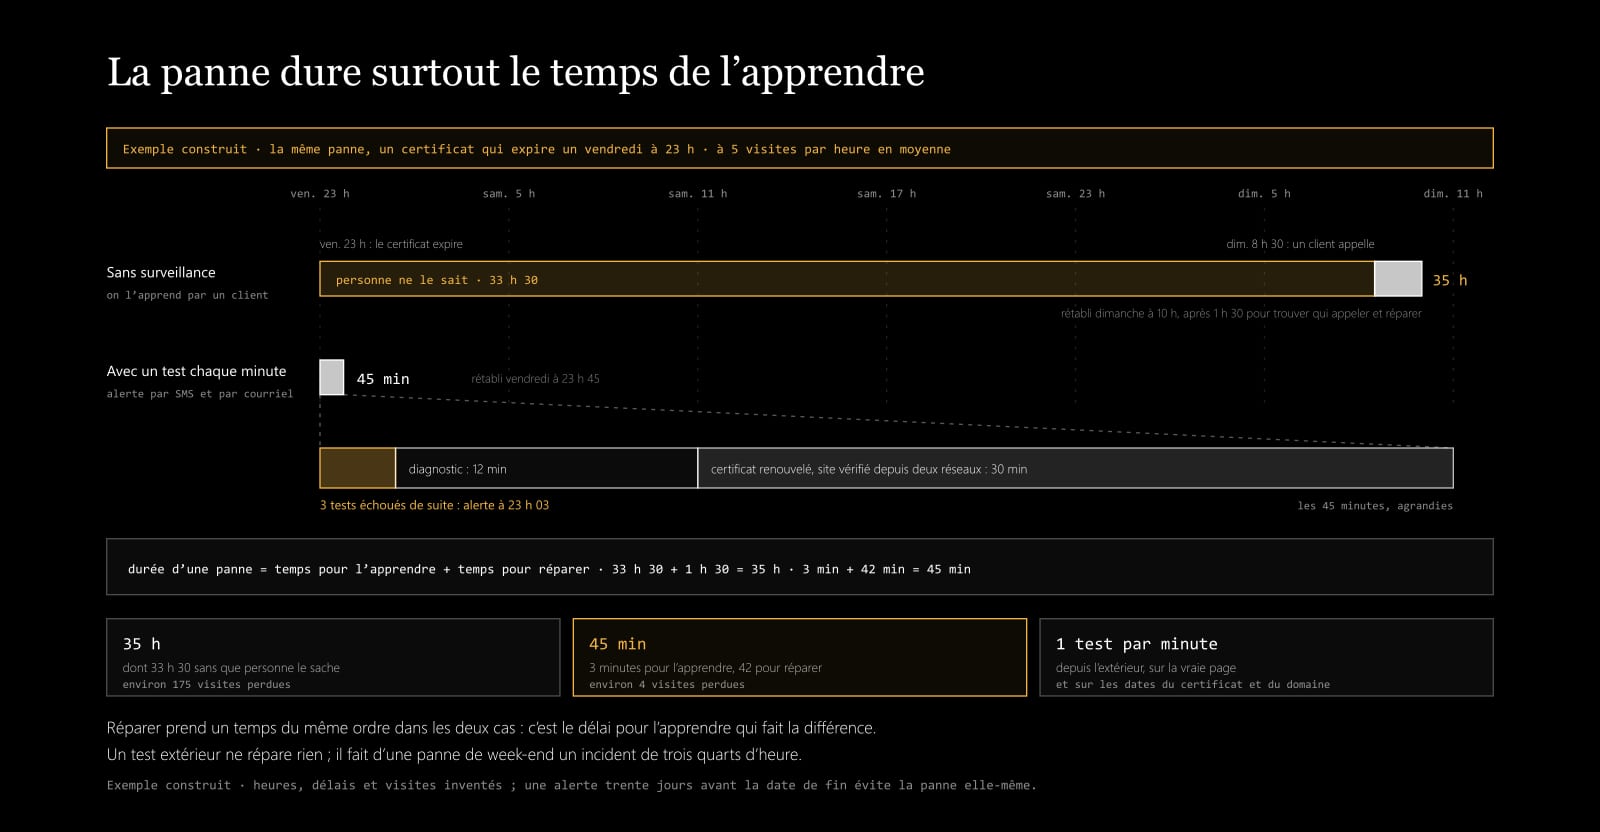 La panne dure surtout le temps de l’apprendre
Exemple construit · la même panne, un certificat qui expire un vendredi à 23 h · à 5 visites par heure en moyenne
ven. 23 h sam. 5 h sam. 11 h sam. 17 h sam. 23 h dim. 5 h dim. 11 h
ven. 23 h : le certificat expire dim. 8 h 30 : un client appelle
Sans surveillance
personne ne le sait · 33 h 30 35 h
on l’apprend par un client
rétabli dimanche à 10 h, après 1 h 30 pour trouver qui appeler et réparer
Avec un test chaque minute
45 min rétabli vendredi à 23 h 45
alerte par SMS et par courriel
diagnostic : 12 min certificat renouvelé, site vérifié depuis deux réseaux : 30 min
3 tests échoués de suite : alerte à 23 h 03 les 45 minutes, agrandies
durée d’une panne = temps pour l’apprendre + temps pour réparer · 33 h 30 + 1 h 30 = 35 h · 3 min + 42 min = 45 min
35 h
dont 33 h 30 sans que personne le sache
environ 175 visites perdues
45 min
3 minutes pour l’apprendre, 42 pour réparer
environ 4 visites perdues
1 test par minute
depuis l’extérieur, sur la vraie page
et sur les dates du certificat et du domaine
Réparer prend un temps du même ordre dans les deux cas : c’est le délai pour l’apprendre qui fait la différence.
Un test extérieur ne répare rien ; il fait d’une panne de week-end un incident de trois quarts d’heure.
Exemple construit · heures, délais et visites inventés ; une alerte trente jours avant la date de fin évite la panne elle-même.